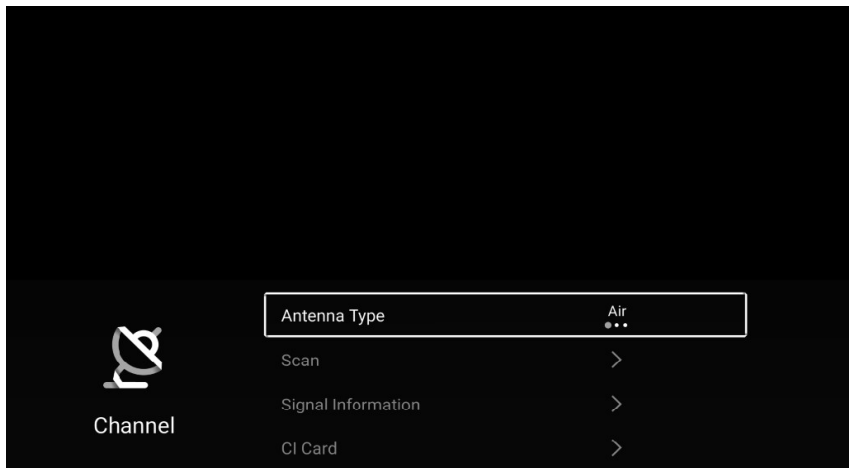 Antenna Type
Air
Scan
Signal Information
Channel
CI Card